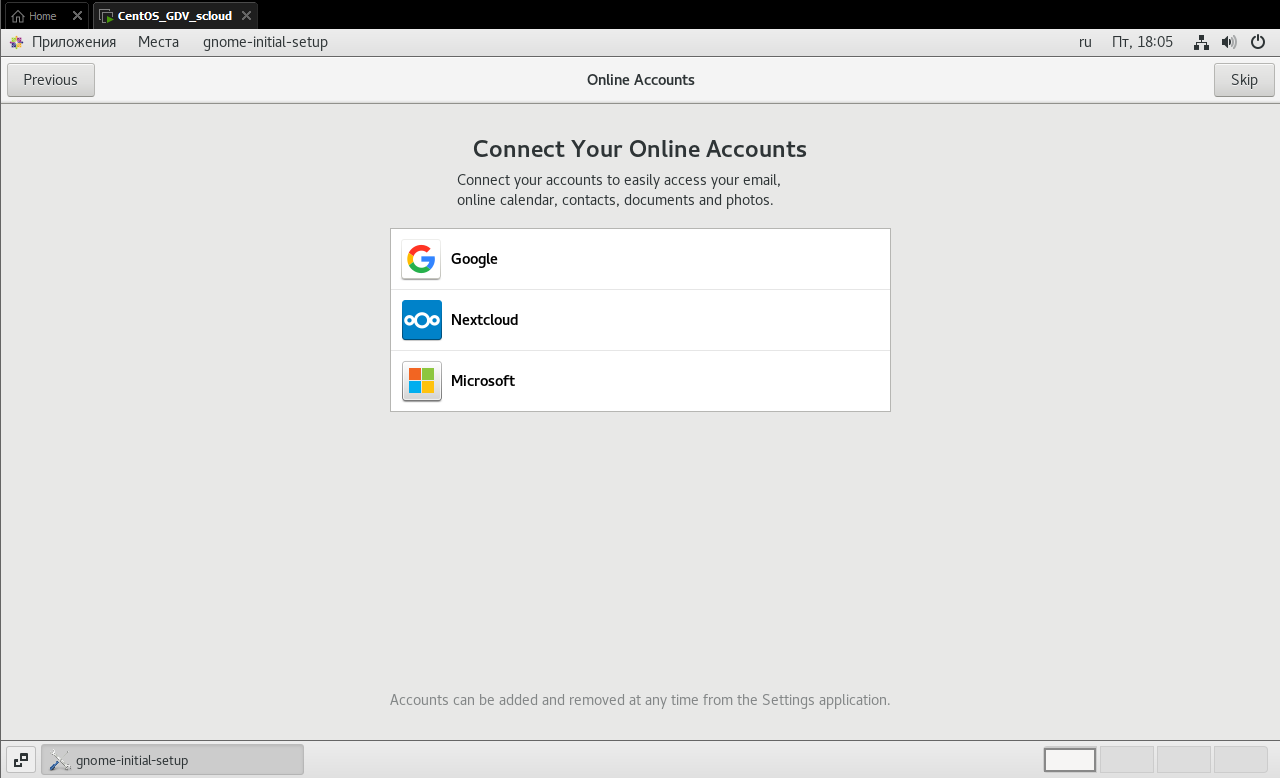 Home
CentOS_GDV_scloud
Приложения Места gnome-initial-setup ru Пт, 18:05
Previous Online Accounts Skip
Connect Your Online Accounts
Connect your accounts to easily access your email,
online calendar, contacts, documents and photos.
Google
Nextcloud
Microsoft
Accounts can be added and removed at any time from the Settings application.
gnome-initial-setup